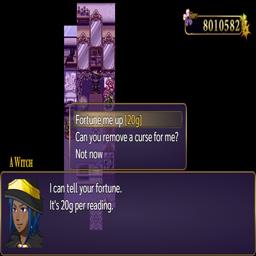 8010582
Fortune me up [20g]
Can you remove a curse for me?
Not now
A Witch
I can tell your fortune.
It's 20g per reading.